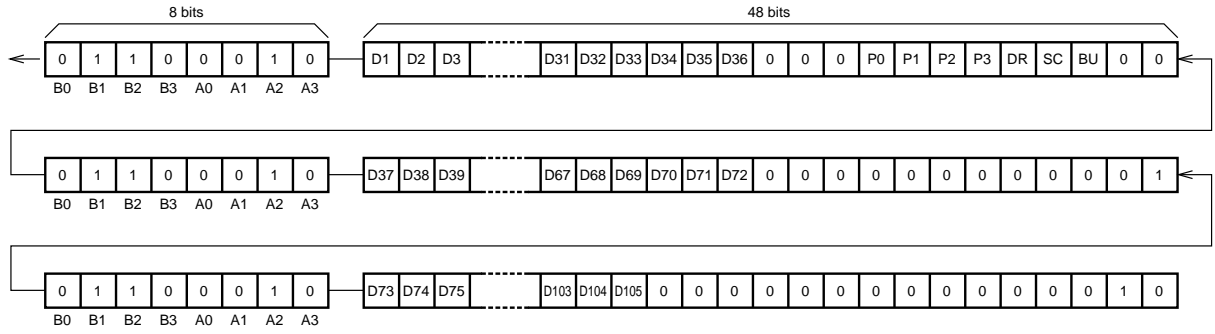 8 bits 48 bits
0 1 1 0 0 0 1 0 D1 D2 D3 D31 D32 D33 D34 D35 D36 0 0 0 P0 P1 P2 P3 DR SC BU 0 0
B0 B1 B2 B3 A0 A1 A2 A3
0 1 1 0 0 0 1 0 D37 D38 D39 D67 D68 D69 D70 D71 D72 0 0 0 0 0 0 0 0 0 0 0 1
B0 B1 B2 B3 A0 A1 A2 A3
0 1 1 0 0 0 1 0 D73 D74 D75 D103 D104 D105 0 0 0 0 0 0 0 0 0 0 0 0 0 1 0
B0 B1 B2 B3 A0 A1 A2 A3